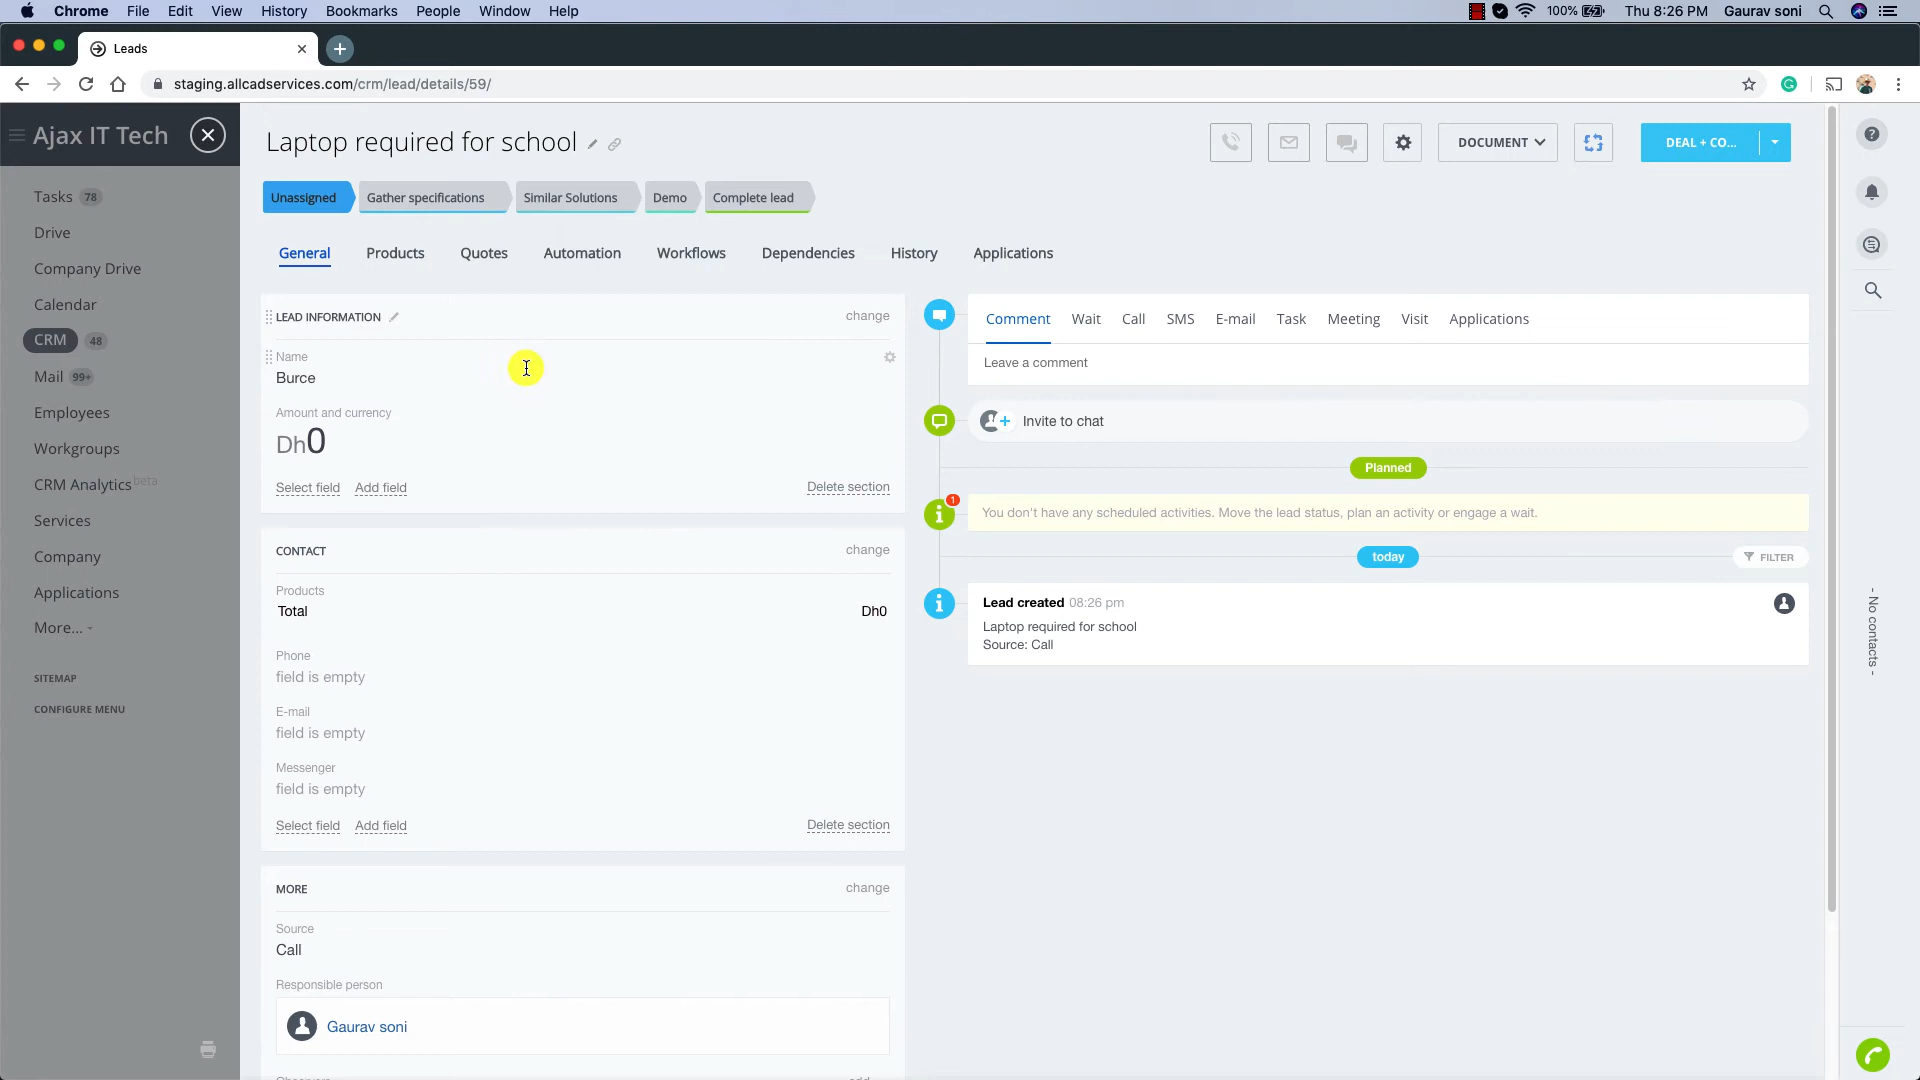 Chrome File Edit View History Bookmarks People Window Help
100% Thu 8:26 PM Gaurav soni
Leads
staging.allcadservices.com/crm/lead/details/59/
Ajax IT Tech
Tasks 78
Drive
Company Drive
Calendar
CRM 48
Mail 99+
Employees
Workgroups
CRM Analytics beta
Services
Company
Applications
More...
SITEMAP
CONFIGURE MENU
Laptop required for school
DOCUMENT
DEAL + CO...
Unassigned
Gather specifications
Similar Solutions
Demo
Complete lead
General
Products
Quotes
Automation
Workflows
Dependencies
History
Applications
LEAD INFORMATION
change
Name
Burce
Amount and currency
Dh0
Select field Add field
Delete section
CONTACT
change
Products
Total Dh0
Phone
field is empty
E-mail
field is empty
Messenger
field is empty
Select field Add field
Delete section
MORE
change
Source
Call
Responsible person
Gaurav soni
Comment Wait Call SMS E-mail Task Meeting Visit Applications
Leave a comment
Invite to chat
Planned
1
You don't have any scheduled activities. Move the lead status, plan an activity or engage a wait.
today
FILTER
Lead created 08:26 pm
Laptop required for school
Source: Call
- No contacts -